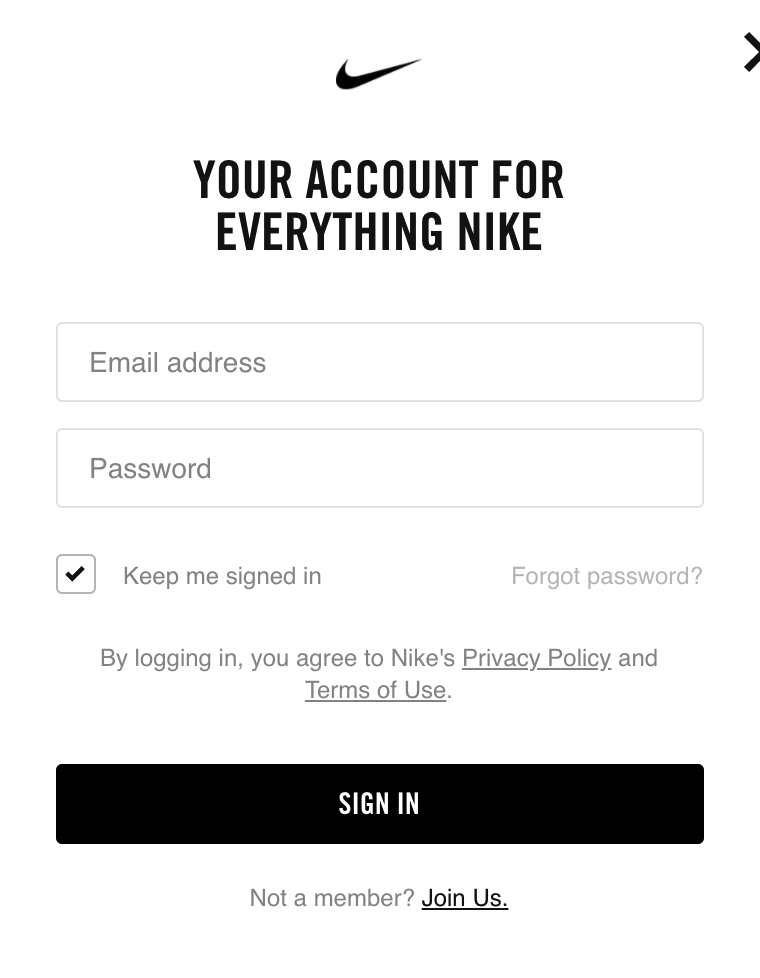 YOUR ACCOUNT FOR
EVERYTHING NIKE
Email address
Password
Keep me signed in
Forgot password?
By logging in, you agree to Nike's Privacy Policy and
Terms of Use.
SIGN IN
Not a member? Join Us.